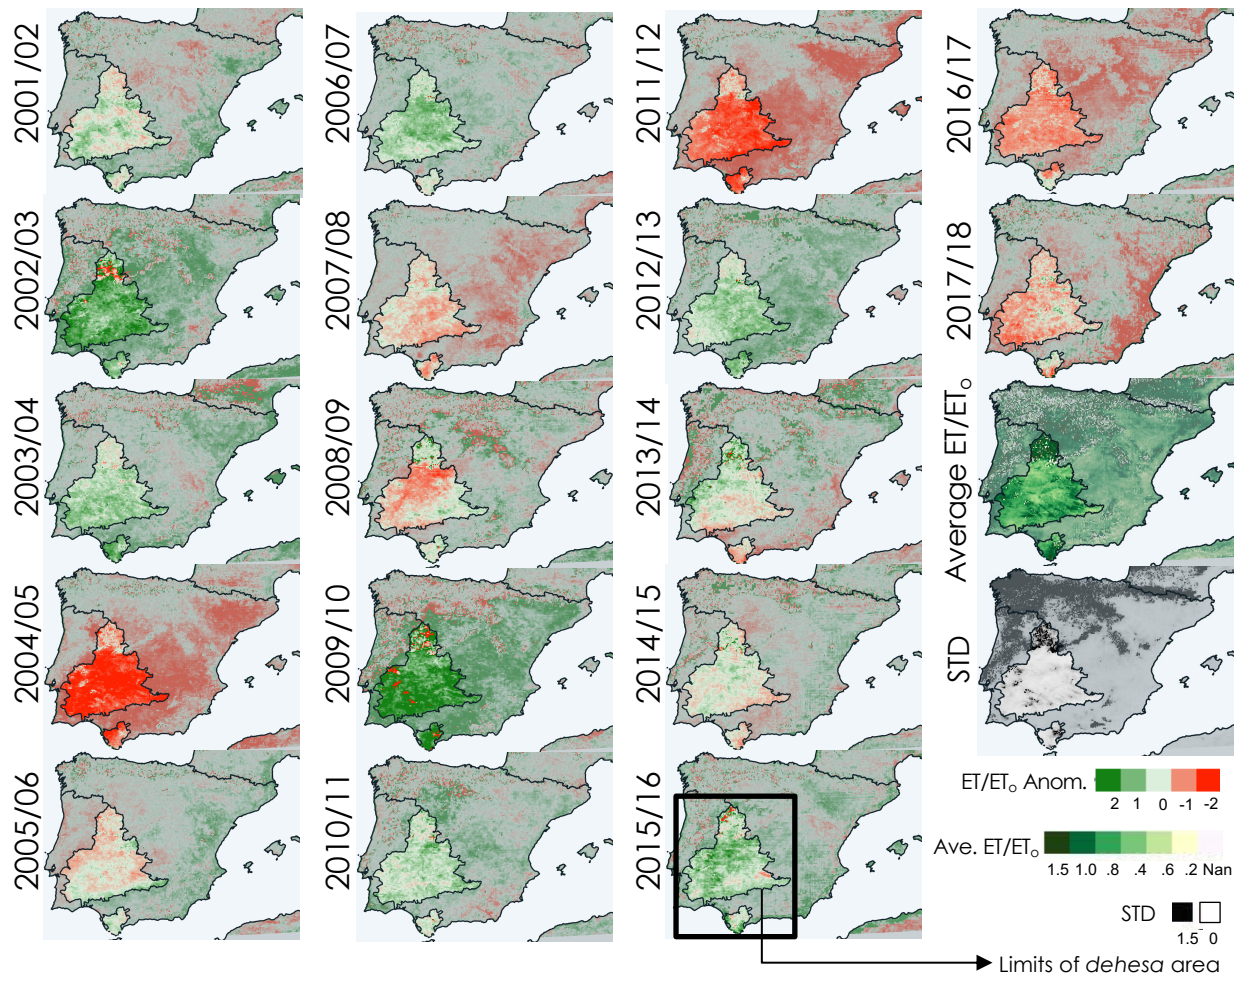 2001/02
2006/07
2011/12
2016/17
2002/03
2007/08
2012/13
2017/18
2003/04
2008/09
2013/14
Average ET/ETo
2004/05
2009/10
2014/15
STD
2005/06
2010/11
2015/16
ET/ETo Anom.
2 1 0 -1 -2
Ave. ET/ETo
1.5 1.0 .8 .4 .6 .2 Nan
STD
1.5 - 0
Limits of dehesa area